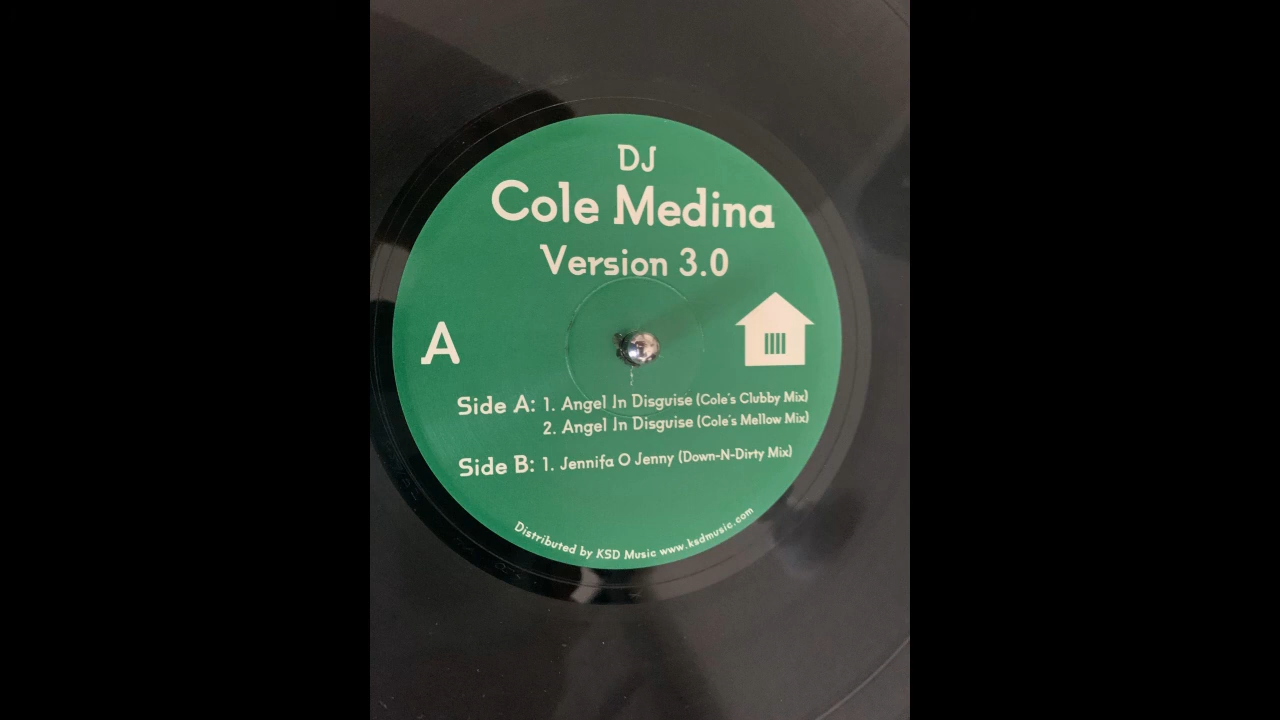 DJ
Cole Medina
Version 3.0
A
Side A: 1. Angel In Disguise (Cole's Clubby Mix)
2. Angel In Disguise (Cole's Mellow Mix)
Side B: 1. Jennifa O Jenny (Down-N-Dirty Mix)
Distributed by KSD Music www.ksdmusic.com